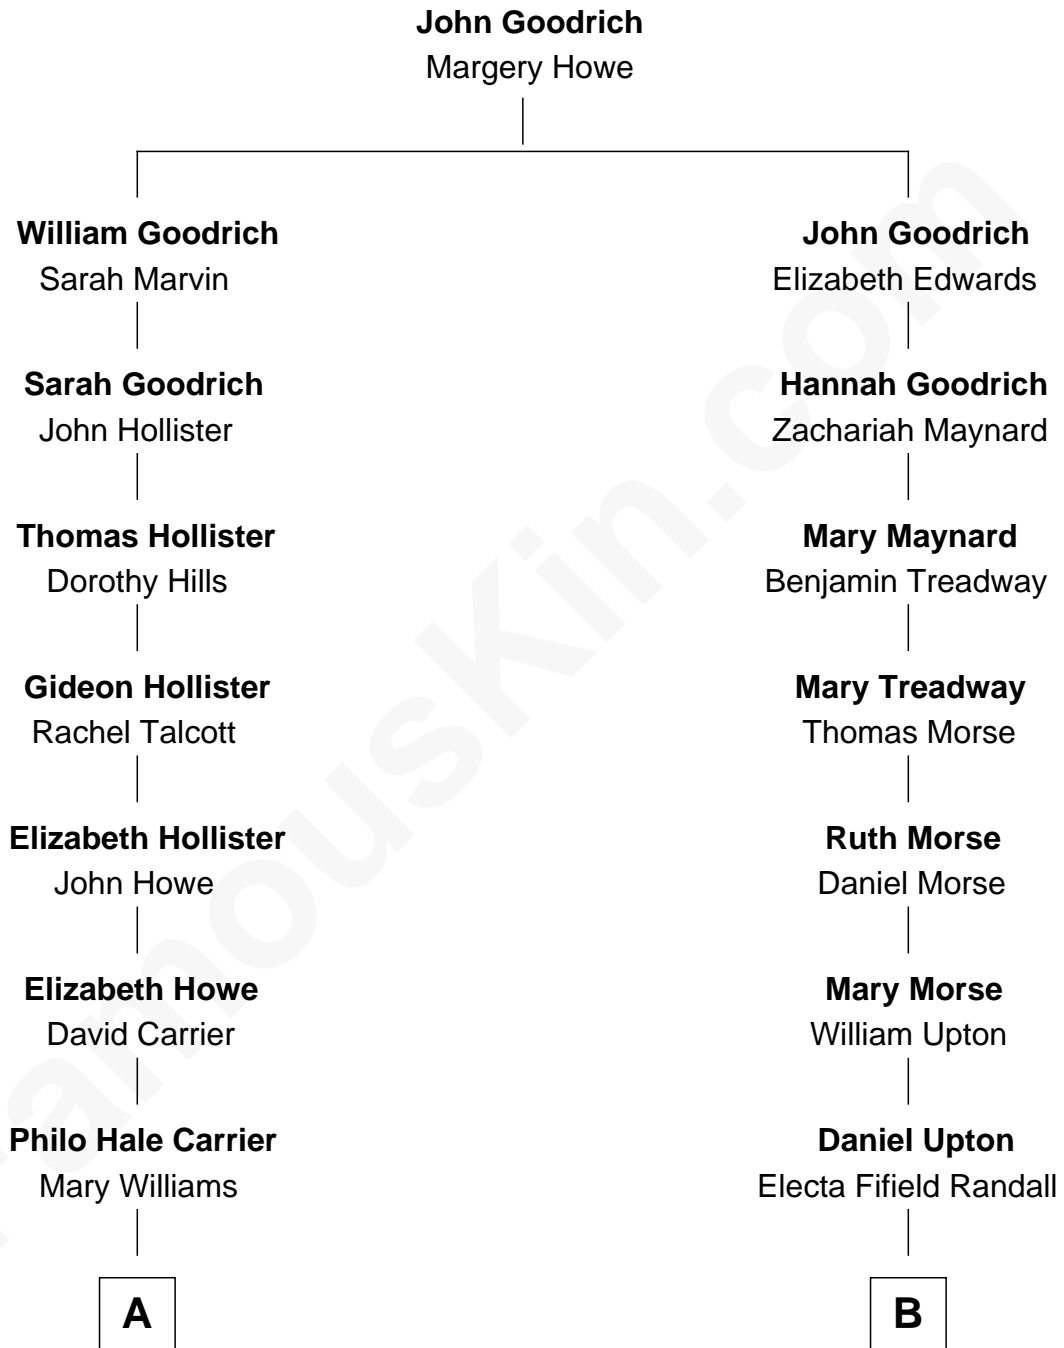 John Goodrich
Margery Howe
William Goodrich
Sarah Marvin
John Goodrich
Elizabeth Edwards
Sarah Goodrich
John Hollister
Hannah Goodrich
Zachariah Maynard
Thomas Hollister
Dorothy Hills
Mary Maynard
Benjamin Treadway
Gideon Hollister
Rachel Talcott
Mary Treadway
Thomas Morse
Elizabeth Hollister
John Howe
Ruth Morse
Daniel Morse
Elizabeth Howe
David Carrier
Mary Morse
William Upton
Philo Hale Carrier
Mary Williams
Daniel Upton
Electa Fifield Randall
A
B
FamousKin.com